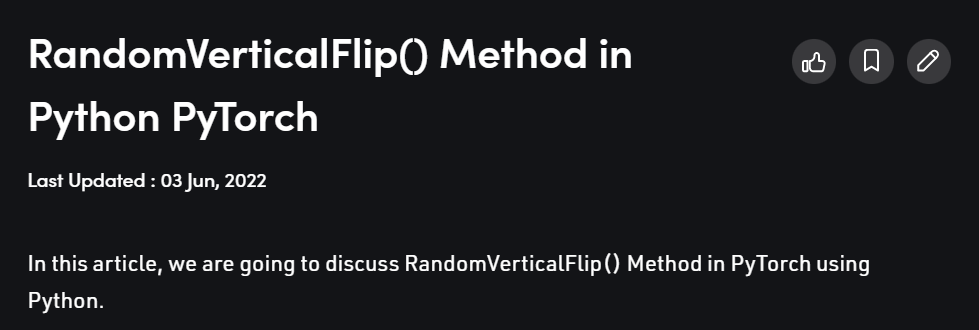 RandomVerticalFlip() Method in
Python PyTorch
Last Updated : 03 Jun, 2022
In this article, we are going to discuss RandomVerticalFlip() Method in PyTorch using
Python.